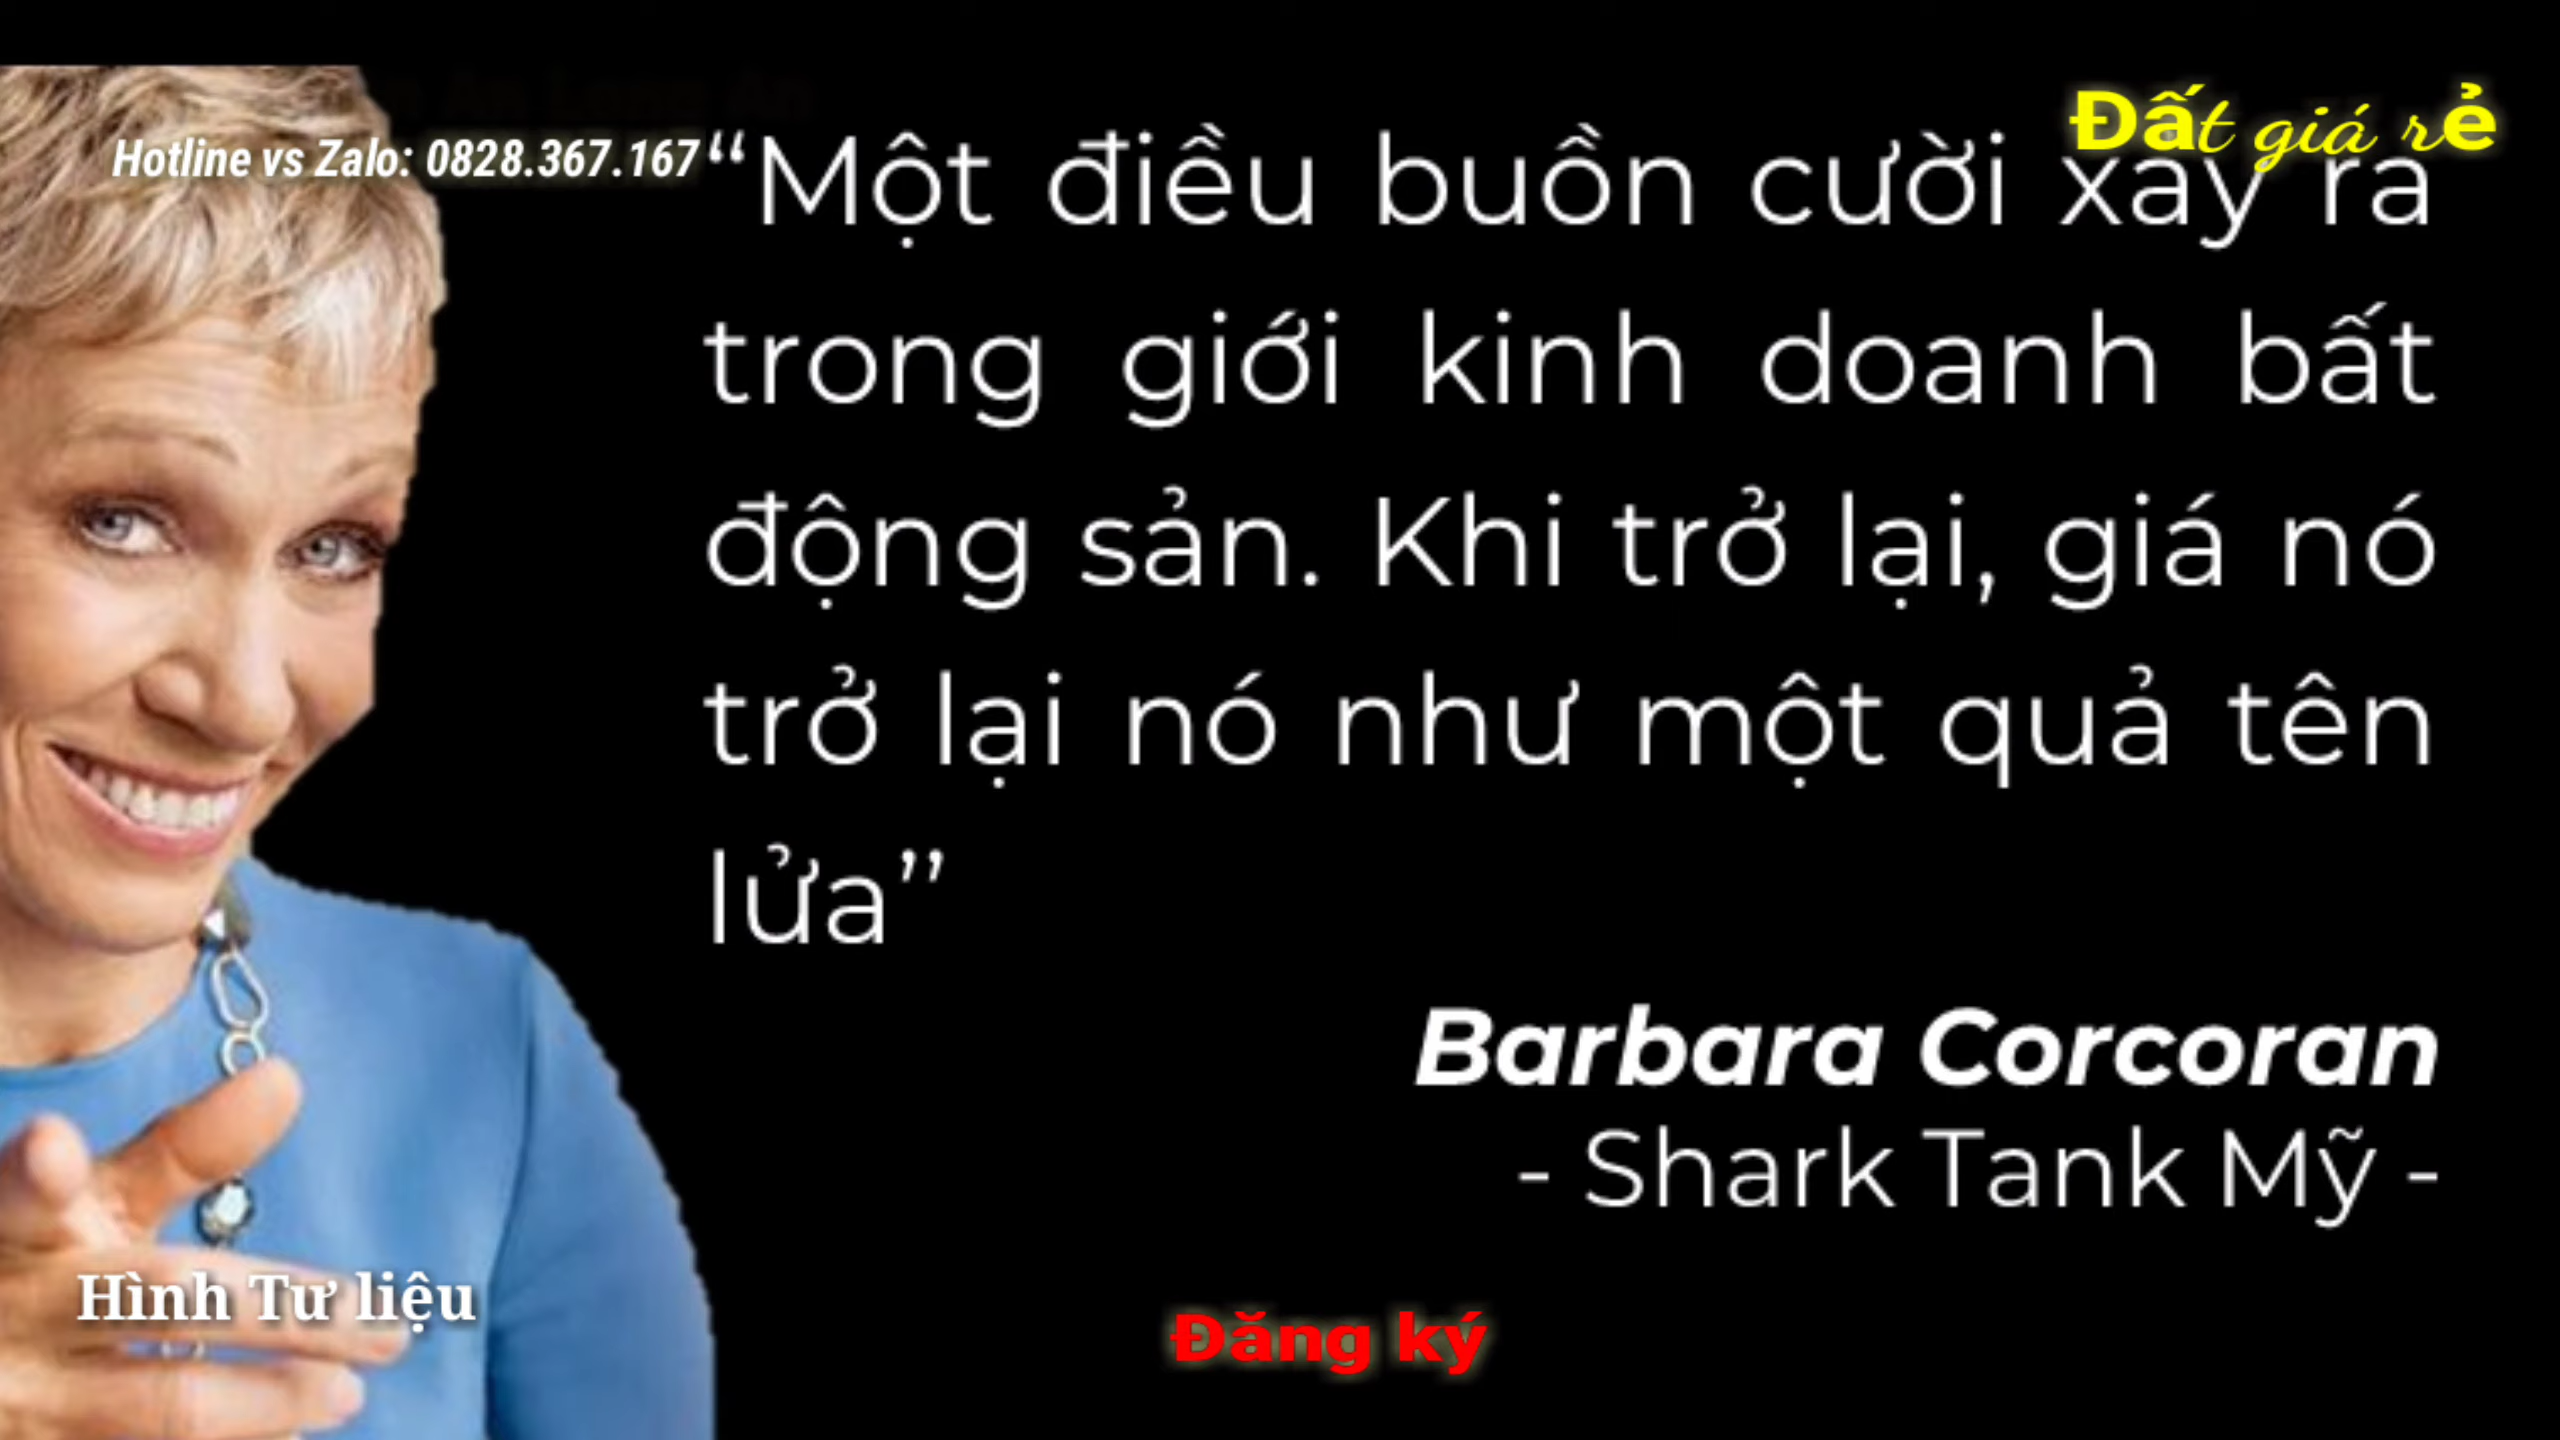 Đất giá rẻ
Hotline vs Zalo: 0828.367.167
“Một điều buồn cười xảy ra
trong giới kinh doanh bất
động sản. Khi trở lại, giá nó
trở lại nó như một quả tên
lửa”
Barbara Corcoran
- Shark Tank Mỹ -
Hình Tư liệu
Đăng ký